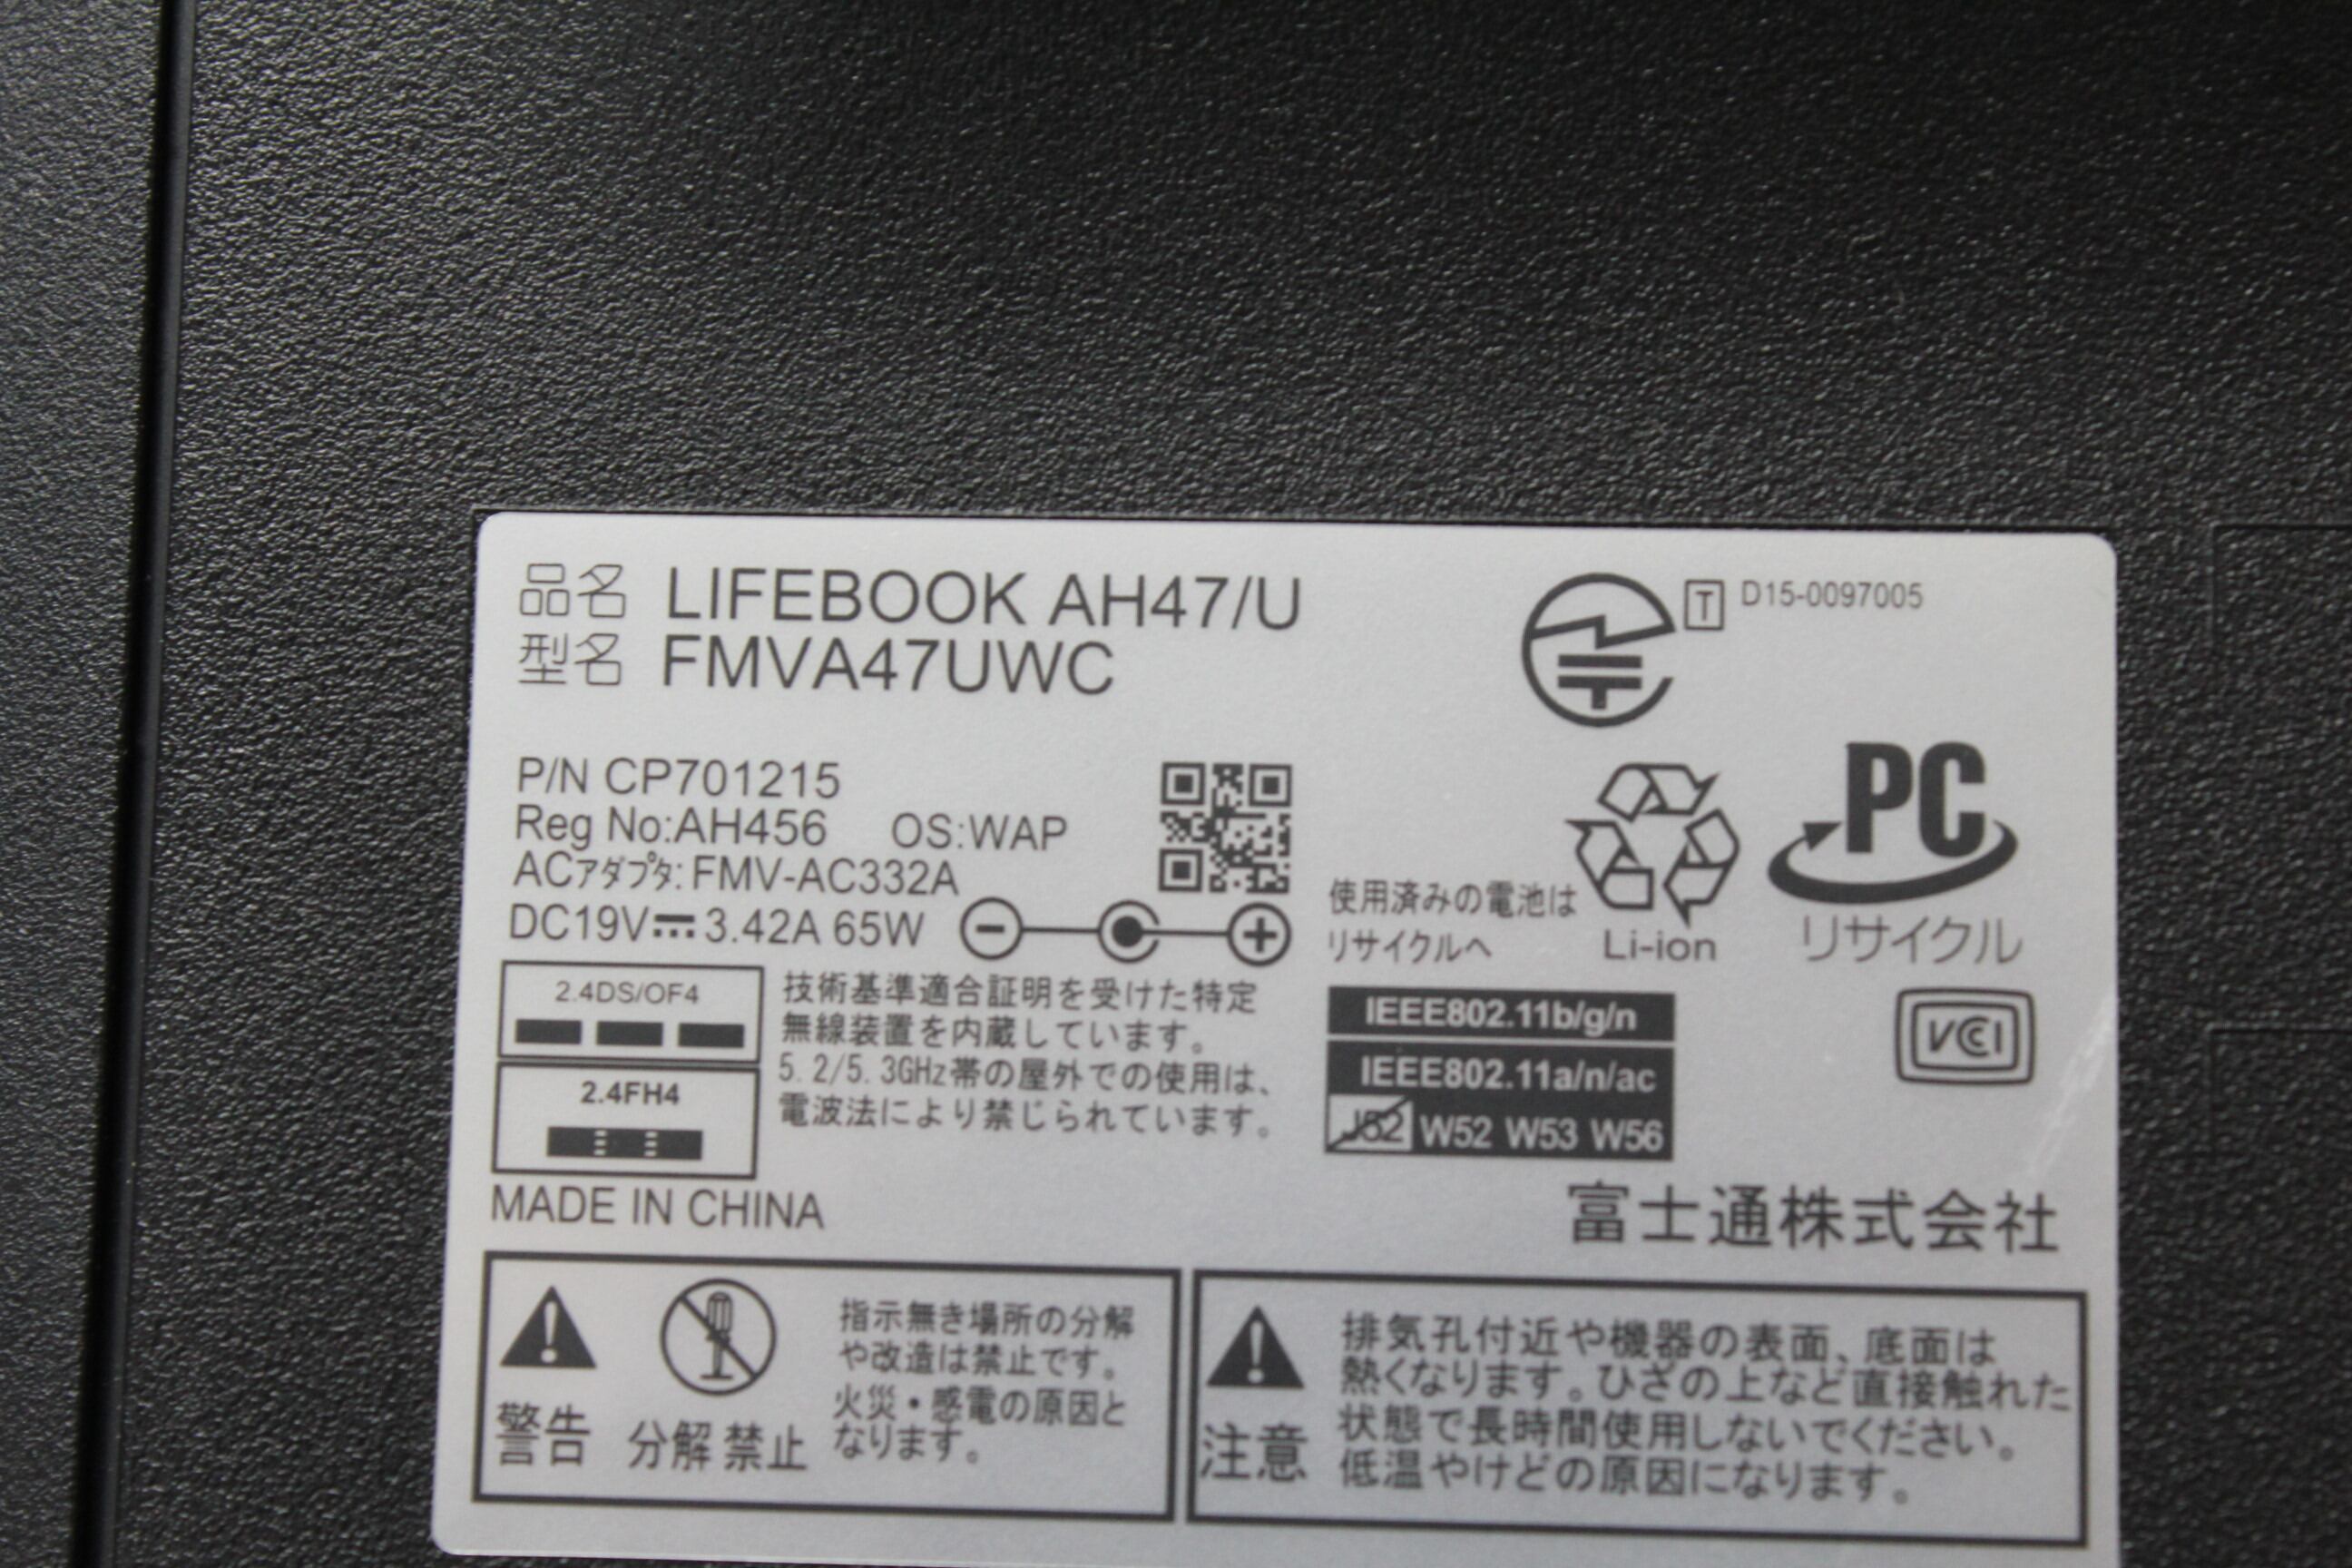 品名 LIFEBOOK AH47/U
型名 FMVA47UWC
T D15-0097005
P/N CP701215
Reg No:AH456 OS:WAP
ACアダプタ: FMV-AC332A
DC19V 3.42A 65W
使用済みの電池は
リサイクルへ
Li-ion
PC
リサイクル
2.4DS/OF4
2.4FH4
技術基準適合証明を受けた特定
無線装置を内蔵しています。
5.2/5.3GHz帯の屋外での使用は、
電波法により禁じられています。
IEEE802.11b/g/n
IEEE802.11a/n/ac
J52 W52 W53 W56
VCCI
MADE IN CHINA
富士通株式会社
警告
分解禁止
指示無き場所の分解
や改造は禁止です。
火災・感電の原因と
なります。
注意
排気孔付近や機器の表面、底面は
熱くなります。ひざの上など直接触れた
状態で長時間使用しないでください。
低温やけどの原因になります。